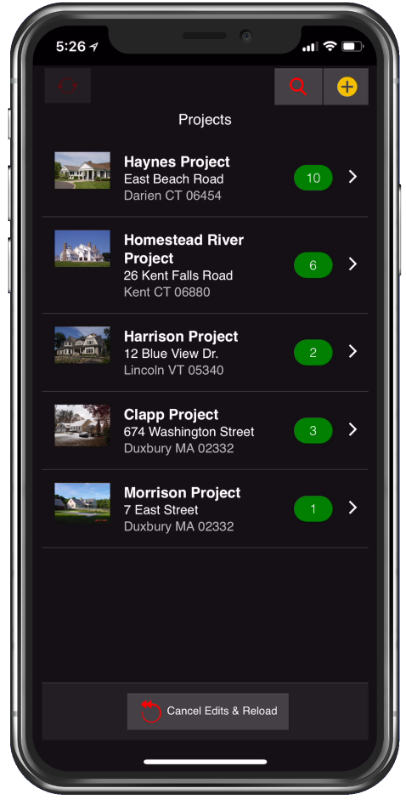 5:26
Projects
Haynes Project
East Beach Road
Darien CT 06454
10
Homestead River
Project
26 Kent Falls Road
Kent CT 06880
6
Harrison Project
12 Blue View Dr.
Lincoln VT 05340
2
Clapp Project
674 Washington Street
Duxbury MA 02332
3
Morrison Project
7 East Street
Duxbury MA 02332
1
Cancel Edits & Reload